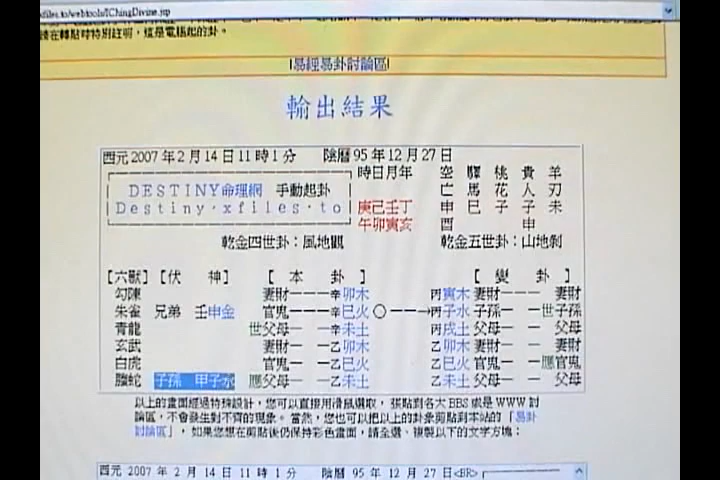 xfiles.to/webtools/IChingDivine.jsp
請在轉貼時特別註明，這是電腦起的卦。
|易經易卦討論區|
輸出結果
西元 2007 年 2 月 14 日 11 時 1 分 陰曆 95 年 12 月 27 日
時日月年 空 驛 桃 貴 羊
DESTINY命理網 手動起卦 亡 馬 花 人 刃
Destiny.xfiles.to 庚己壬丁 申 巳 子 子 未
午卯寅亥 酉 申
乾金四世卦：風地觀 乾金五世卦：山地剝
【六獸】【伏 神】 【本 卦】 【變 卦】
勾陳 妻財 辛卯木 丙寅木 妻財 妻財
朱雀 兄弟 壬申金 官鬼 辛巳火 ○ 丙子水 子孫 世子孫
青龍 世父母 辛未土 丙戌土 父母 父母
玄武 妻財 乙卯木 乙卯木 妻財 妻財
白虎 官鬼 乙巳火 乙巳火 官鬼 應官鬼
騰蛇 子孫 甲子水 應父母 乙未土 乙未土 父母 父母
以上的畫面經過特殊設計，您可以直接用滑鼠選取，張貼到各大 BBS 或是 WWW 討
論區，不會發生對不齊的現象。當然，您也可以把以上的卦象剪貼到本站的「易卦
討論區」，如果您想在剪貼後仍保持彩色畫面，請全選、複製以下的文字方塊：
西元 2007 年 2 月 14 日 11 時 1 分 陰曆 95 年 12 月 27 日<BR>